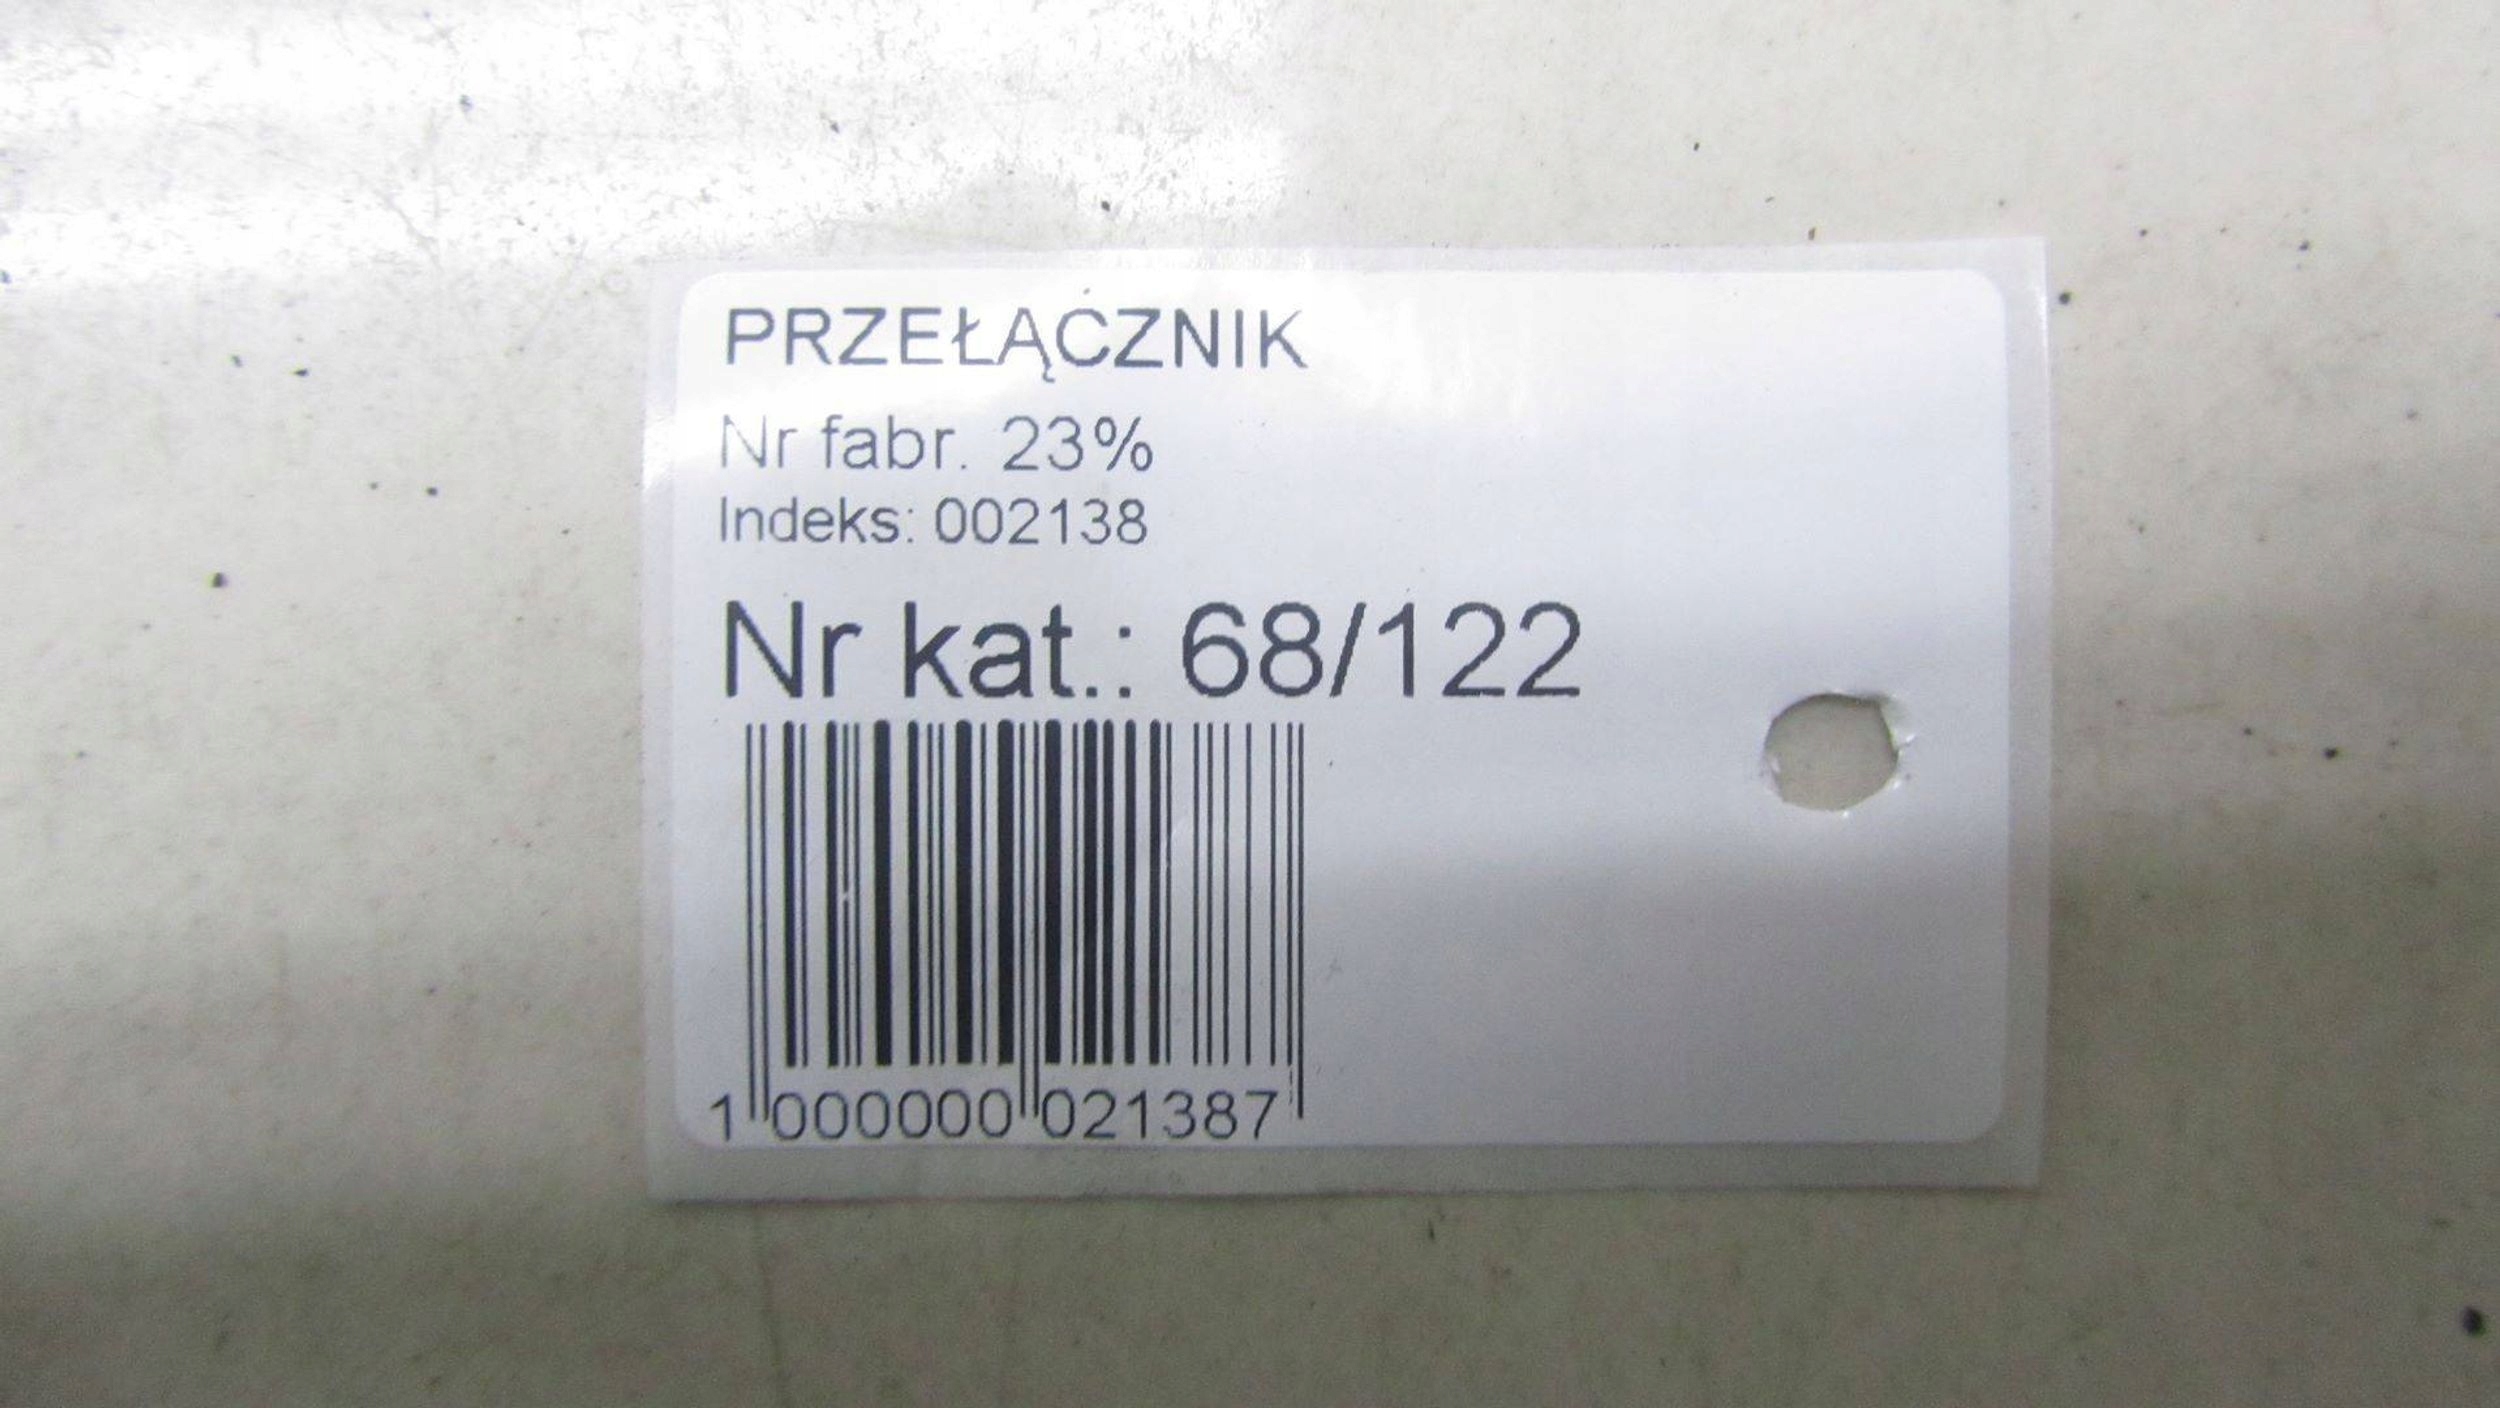 PRZEŁĄCZNIK
Nr fabr. 23%
Indeks: 002138
Nr kat.: 68/122
1 000000 021387